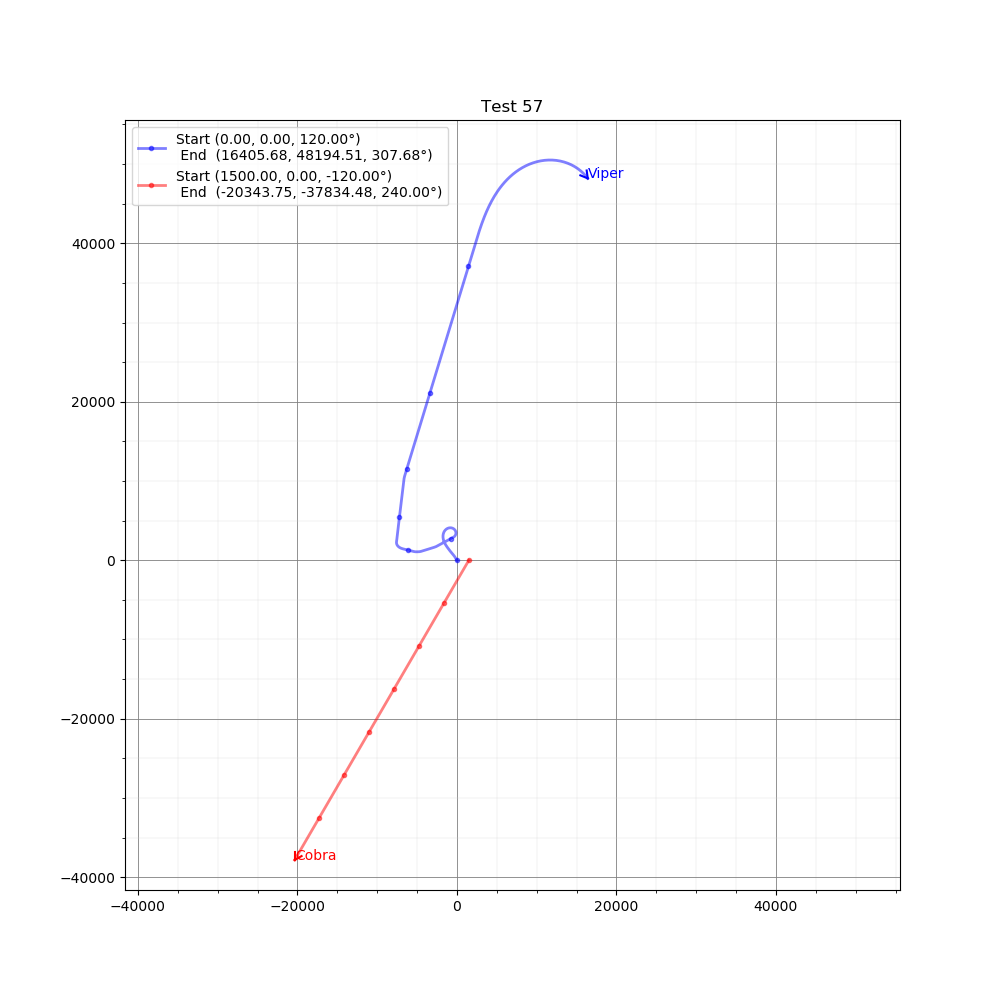 Test 57
Start (0.00, 0.00, 120.00°)
End  (16405.68, 48194.51, 307.68°)
Start (1500.00, 0.00, -120.00°)
End  (-20343.75, -37834.48, 240.00°)
Viper
40000
20000
0
−20000
Cobra
−40000
−40000
−20000
0
20000
40000